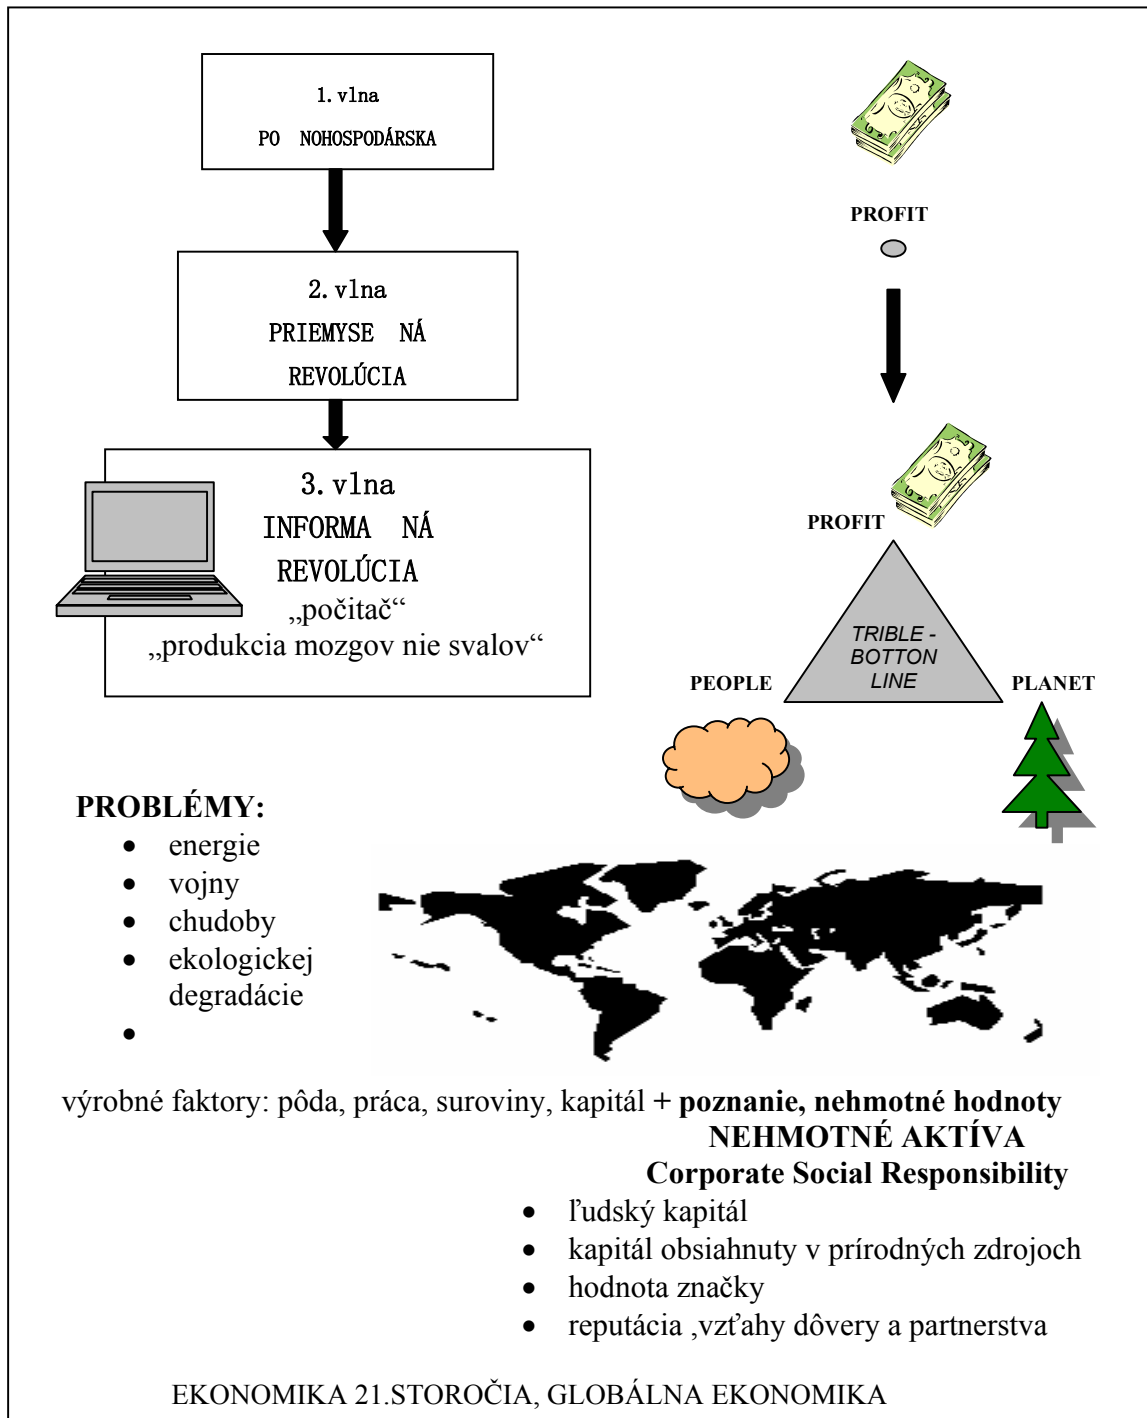 1.vlna
PO NOHOSPODÁRSKA
2.vlna
PRIEMYSE NÁ
REVOLÚCIA
3.vlna
INFORMA NÁ
REVOLÚCIA
„počitač“
„produkcia mozgov nie svalov“
PROFIT
PROFIT
TRIBLE -
BOTTON
LINE
PEOPLE
PLANET
PROBLÉMY:
• energie
• vojny
• chudoby
• ekologickej
degradácie
•
výrobné faktory: pôda, práca, suroviny, kapitál + poznanie, nehmotné hodnoty
NEHMOTNÉ AKTÍVA
Corporate Social Responsibility
• ľudský kapitál
• kapitál obsiahnuty v prírodných zdrojoch
• hodnota značky
• reputácia ,vzťahy dôvery a partnerstva
EKONOMIKA 21.STOROČIA, GLOBÁLNA EKONOMIKA